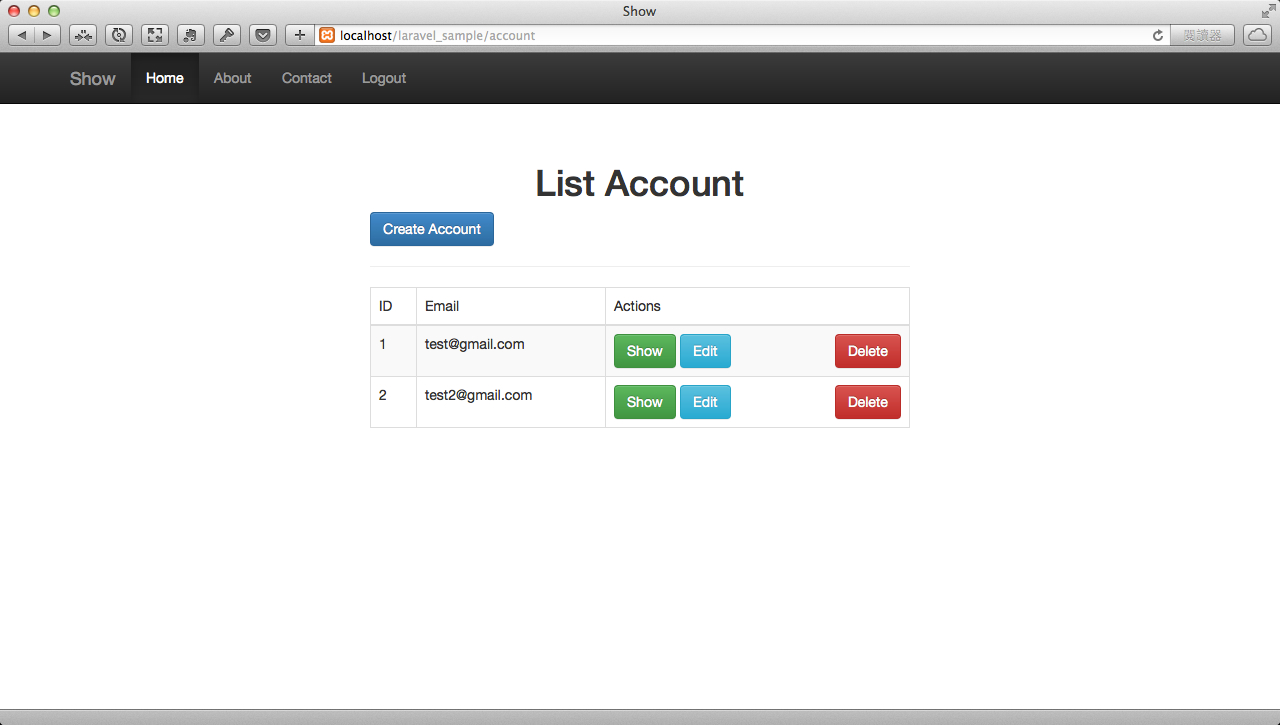 Show
localhost/laravel_sample/account
閱讀器
Show Home About Contact Logout
List Account
Create Account
ID Email Actions
1 test@gmail.com Show Edit Delete
2 test2@gmail.com Show Edit Delete